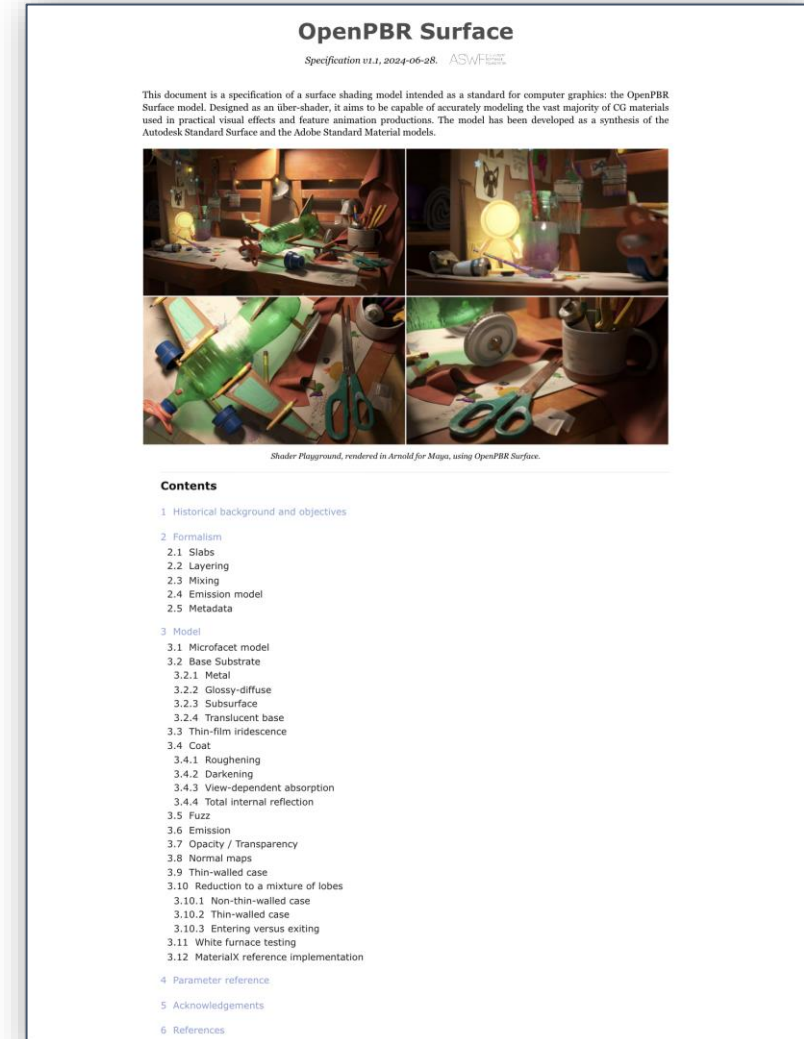 OpenPBR Surface
Specification v1.1, 2024-06-28. ASWF
This document is a specification of a surface shading model intended as a standard for computer graphics: the OpenPBR
Surface model. Designed as an über-shader, it aims to be capable of accurately modeling the vast majority of CG materials
used in practical visual effects and feature animation productions. The model has been developed as a synthesis of the
Autodesk Standard Surface and the Adobe Standard Material models.
Shader Playground, rendered in Arnold for Maya, using OpenPBR Surface.
Contents
1 Historical background and objectives
2 Formalism
2.1 Slabs
2.2 Layering
2.3 Mixing
2.4 Emission model
2.5 Metadata
3 Model
3.1 Microfacet model
3.2 Base Substrate
3.2.1 Metal
3.2.2 Glossy-diffuse
3.2.3 Subsurface
3.2.4 Translucent base
3.3 Thin-film iridescence
3.4 Coat
3.4.1 Roughening
3.4.2 Darkening
3.4.3 View-dependent absorption
3.4.4 Total internal reflection
3.5 Fuzz
3.6 Emission
3.7 Opacity / Transparency
3.8 Normal maps
3.9 Thin-walled case
3.10 Reduction to a mixture of lobes
3.10.1 Non-thin-walled case
3.10.2 Thin-walled case
3.10.3 Entering versus exiting
3.11 White furnace testing
3.12 MaterialX reference implementation
4 Parameter reference
5 Acknowledgements
6 References